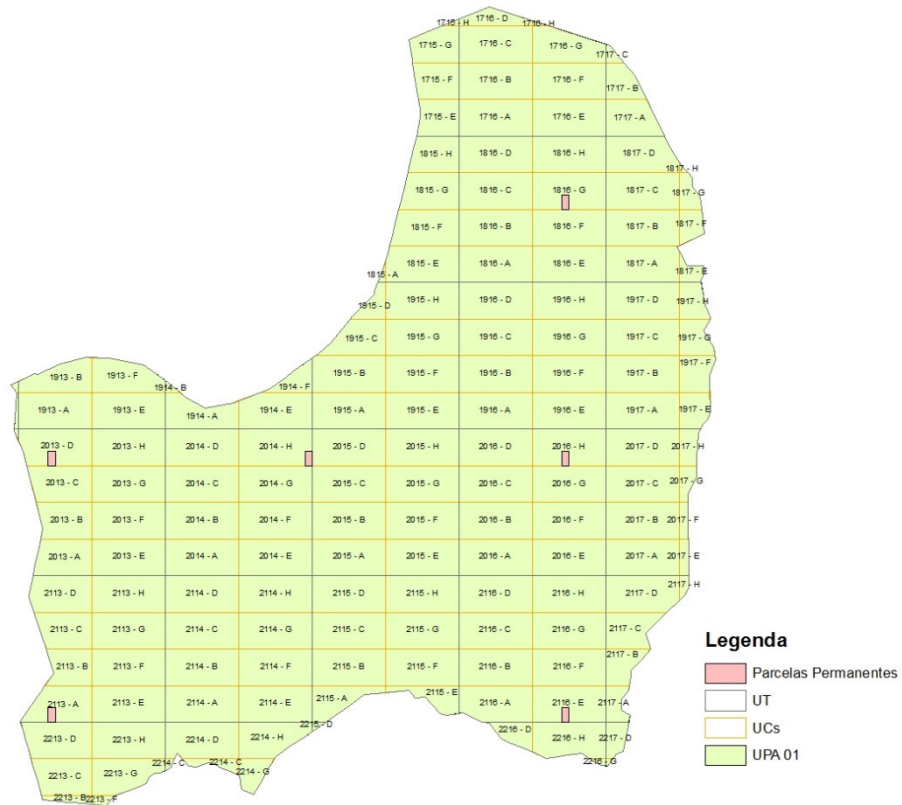 1715 - H 1716 - D 1716 - H
1715 - G 1716 - C 1716 - G 1717 - C
1715 - F 1716 - B 1716 - F 1717 - B
1715 - E 1716 - A 1716 - E 1717 - A
1815 - H 1816 - D 1816 - H 1817 - D 1817 - H
1815 - G 1816 - C 1816 - G 1817 - C 1817 - G
1815 - F 1816 - B 1816 - F 1817 - B 1817 - F
1815 - A 1815 - E 1816 - A 1816 - E 1817 - A 1817 - E
1915 - D 1915 - H 1916 - D 1916 - H 1917 - D 1917 - H
1915 - C 1915 - G 1916 - C 1916 - G 1917 - C 1917 - G
1913 - B 1913 - F 1914 - B 1914 - F 1915 - B 1915 - F 1916 - B 1916 - F 1917 - B 1917 - F
1913 - A 1913 - E 1914 - A 1914 - E 1915 - A 1915 - E 1916 - A 1916 - E 1917 - A 1917 - E
2013 - D 2013 - H 2014 - D 2014 - H 2015 - D 2015 - H 2016 - D 2016 - H 2017 - D 2017 - H
2013 - C 2013 - G 2014 - C 2014 - G 2015 - C 2015 - G 2016 - C 2016 - G 2017 - C 2017 - G
2013 - B 2013 - F 2014 - B 2014 - F 2015 - B 2015 - F 2016 - B 2016 - F 2017 - B 2017 - F
2013 - A 2013 - E 2014 - A 2014 - E 2015 - A 2015 - E 2016 - A 2016 - E 2017 - A 2017 - E
2113 - D 2113 - H 2114 - D 2114 - H 2115 - D 2115 - H 2116 - D 2116 - H 2117 - D 2117 - H
2113 - C 2113 - G 2114 - C 2114 - G 2115 - C 2115 - G 2116 - C 2116 - G 2117 - C
2113 - B 2113 - F 2114 - B 2114 - F 2115 - B 2115 - F 2116 - B 2116 - F 2117 - B
2113 - A 2113 - E 2114 - A 2114 - E 2115 - A 2115 - E 2116 - A 2116 - E 2117 - A
2213 - D 2213 - H 2214 - D 2214 - H 2215 - D 2216 - D 2216 - H 2217 - D
2213 - C 2213 - G 2214 - C 2214 - C 2214 - G 2216 - G
2213 - B 2213 - F
Legenda
Parcelas Permanentes
UT
UCs
UPA 01